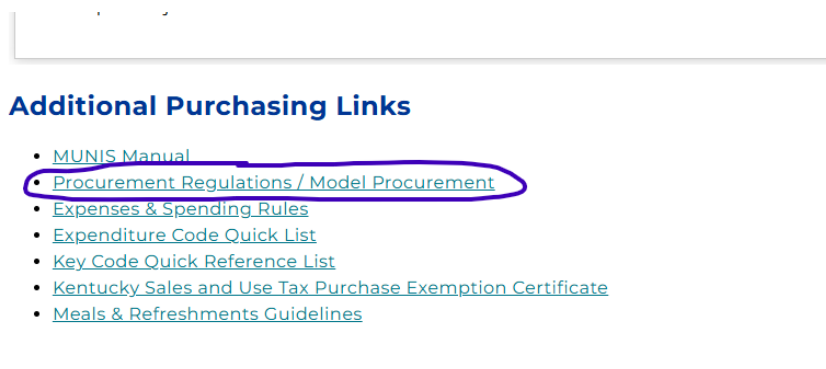 Additional Purchasing Links
MUNIS Manual
Procurement Regulations / Model Procurement
Expenses & Spending Rules
Expenditure Code Quick List
Key Code Quick Reference List
Kentucky Sales and Use Tax Purchase Exemption Certificate
Meals & Refreshments Guidelines